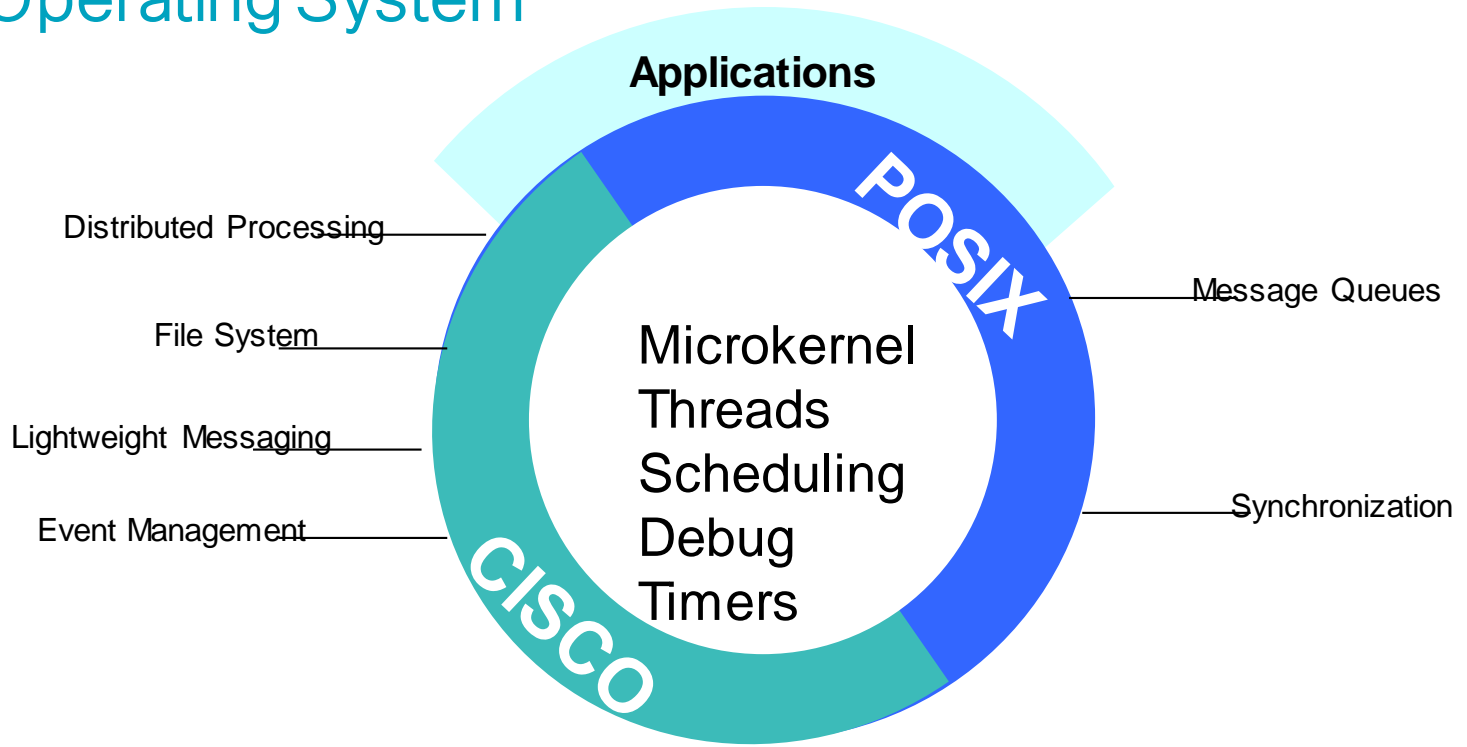 Operating System
Applications
POSIX
Distributed Processing
Message Queues
File System
Microkernel
Threads
Scheduling
Debug
Timers
Lightweight Messaging
Synchronization
Event Management
CISCO